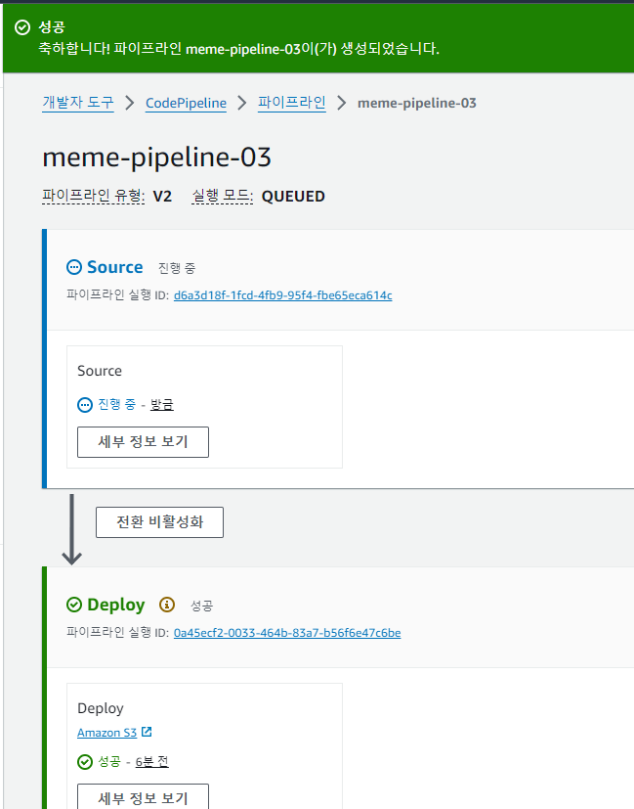 성공
축하합니다! 파이프라인 meme-pipeline-03이(가) 생성되었습니다.
개발자 도구 > CodePipeline > 파이프라인 > meme-pipeline-03
meme-pipeline-03
파이프라인 유형: V2 실행 모드: QUEUED
Source 진행 중
파이프라인 실행 ID: d6a3d18f-1fcd-4fb9-95f4-fbe65eca614c
Source
진행 중 - 방금
세부 정보 보기
전환 비활성화
Deploy 성공
파이프라인 실행 ID: 0a45ecf2-0033-464b-83a7-b56f6e47c6be
Deploy
Amazon S3
성공 - 6분 전
세부 정보 보기